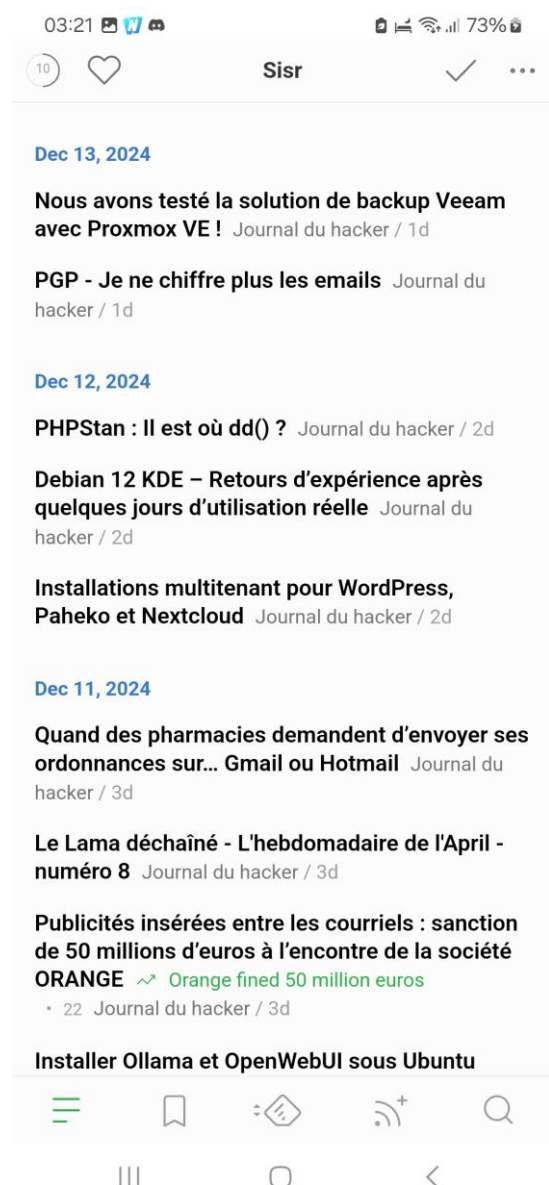 03:21 73%
10 Sisr
Dec 13, 2024
Nous avons testé la solution de backup Veeam
avec Proxmox VE ! Journal du hacker / 1d
PGP - Je ne chiffre plus les emails Journal du
hacker / 1d
Dec 12, 2024
PHPStan : Il est où dd() ? Journal du hacker / 2d
Debian 12 KDE – Retours d’expérience après
quelques jours d’utilisation réelle Journal du
hacker / 2d
Installations multitenant pour WordPress,
Paheko et Nextcloud Journal du hacker / 2d
Dec 11, 2024
Quand des pharmacies demandent d’envoyer ses
ordonnances sur… Gmail ou Hotmail Journal du
hacker / 3d
Le Lama déchaîné - L'hebdomadaire de l'April -
numéro 8 Journal du hacker / 3d
Publicités insérées entre les courriels : sanction
de 50 millions d’euros à l’encontre de la société
ORANGE Orange fined 50 million euros
• 22 Journal du hacker / 3d
Installer Ollama et OpenWebUI sous Ubuntu